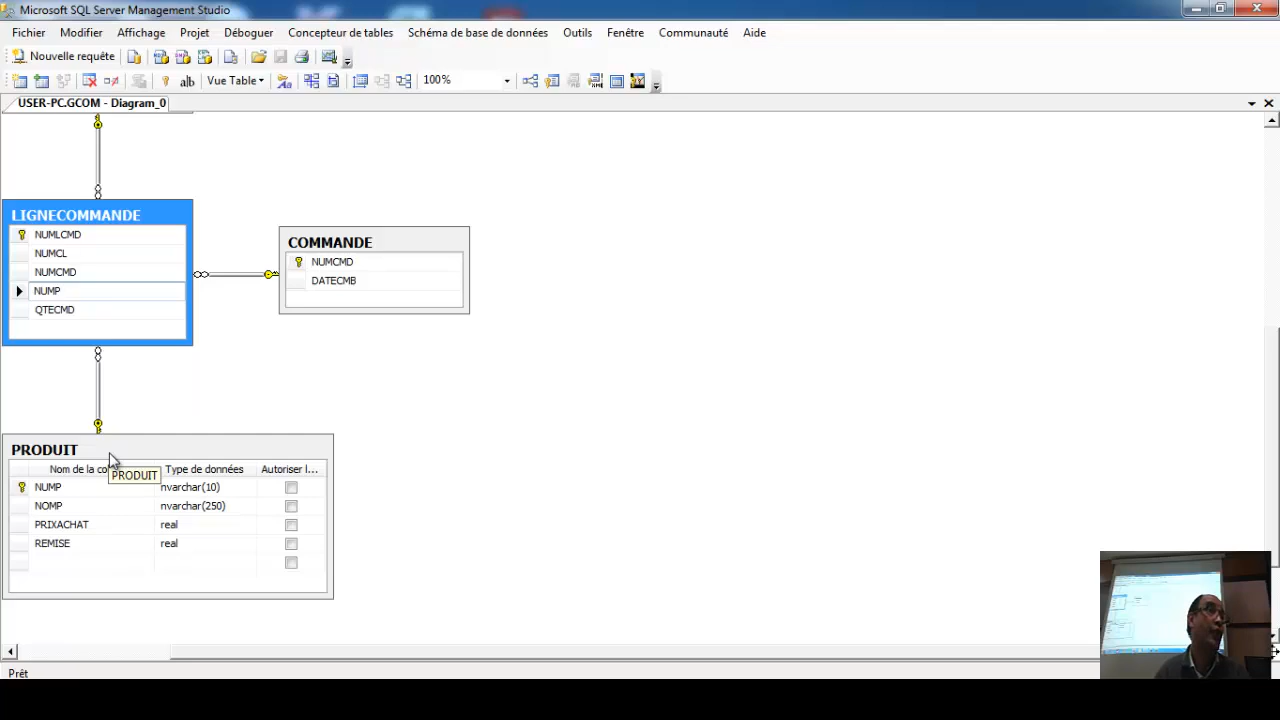 Microsoft SQL Server Management Studio
Fichier Modifier Affichage Projet Déboguer Concepteur de tables Schéma de base de données Outils Fenêtre Communauté Aide
Nouvelle requête
Vue Table 100%
USER-PC.GCOM - Diagram_0
LIGNECOMMANDE
NUMLCMD
NUMCL
NUMCMD
NUMP
QTECMD
COMMANDE
NUMCMD
DATECMB
PRODUIT
Nom de la co Type de données Autoriser l...
PRODUIT
NUMP nvarchar(10)
NOMP nvarchar(250)
PRIXACHAT real
REMISE real
Prêt